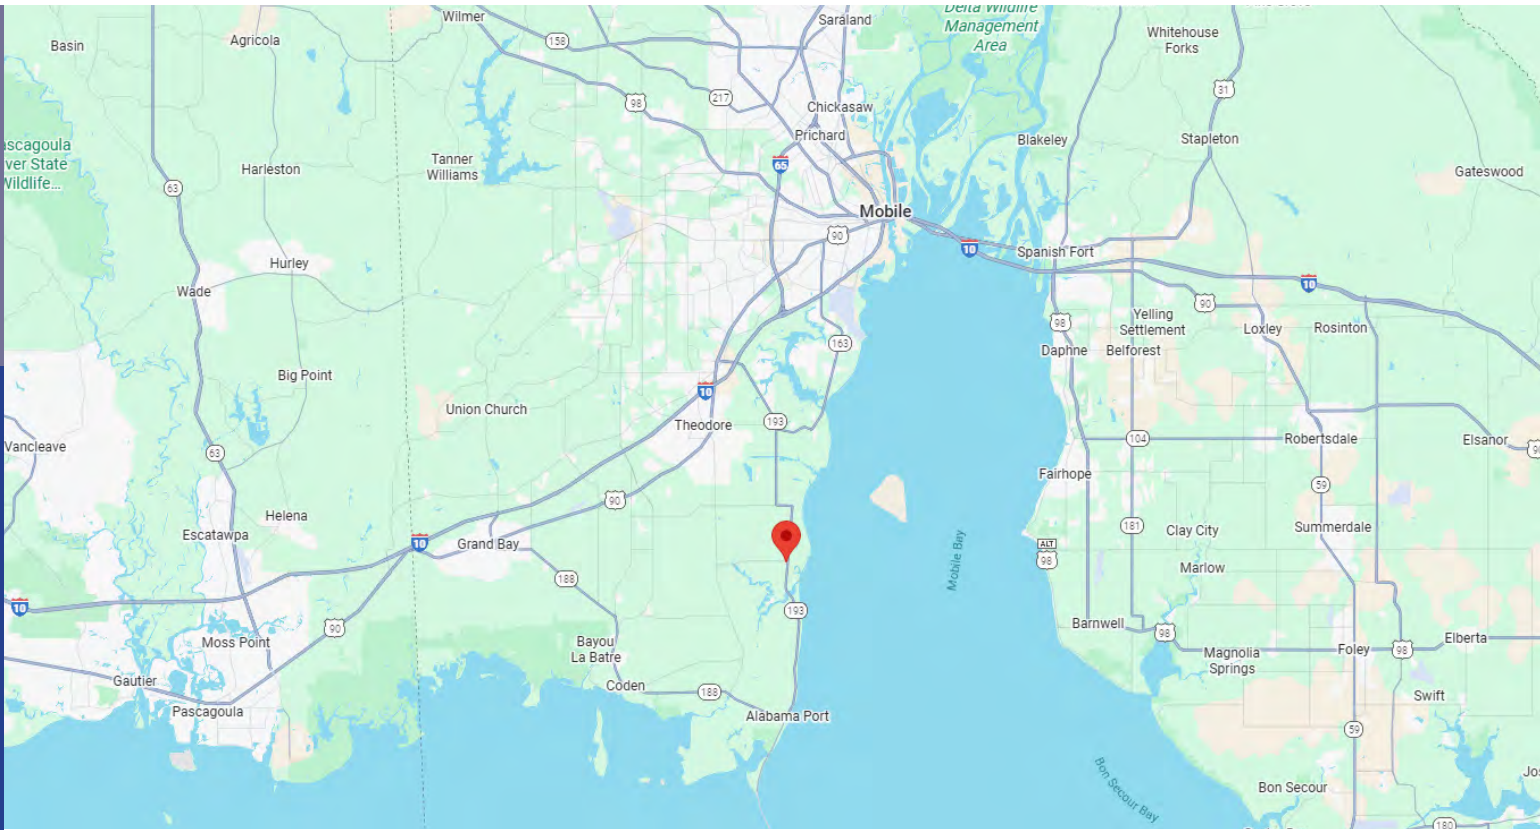 Wilmer
Saraland
Delta Wildlife
Management
Area
Whitehouse
Forks
Basin
Agricola
158
98
217
31
Chickasaw
Prichard
Blakeley
Stapleton
ascagoula
ver State
Wildlife...
Harleston
Tanner
Williams
65
Gateswood
63
Mobile
90
10
Spanish Fort
Hurley
Wade
10
90
Yelling
Settlement
98
Loxley
Rosinton
163
Daphne
Belforest
Big Point
10
Union Church
Theodore
193
Vancleave
63
104
Robertsdale
Elsanor
Fairhope
59
90
Helena
Escatawpa
181
Clay City
Summerdale
10
Grand Bay
ALT
98
Mobile Bay
Marlow
188
10
193
90
Moss Point
Bayou
La Batre
Barnwell
98
Magnolia
Springs
Foley
98
Elberta
Gautier
Coden
188
Swift
Pascagoula
Alabama Port
59
Bon Secour Bay
Bon Secour
Jos
180